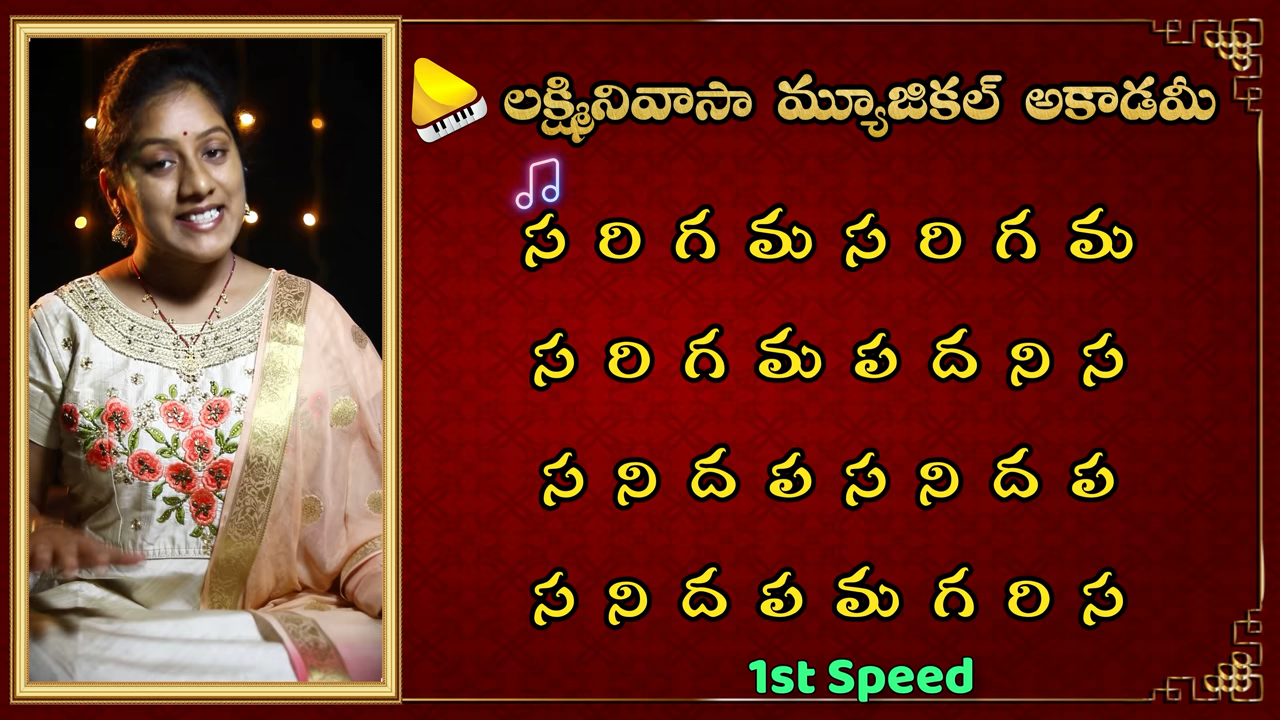 లక్ష్మినివాసా మ్యూజికల్ అకాడమీ
స రి గ మ స రి గ మ
స రి గ మ ప ద ని స
స ని ద ప స ని ద ప
స ని ద ప మ గ రి స
1st Speed